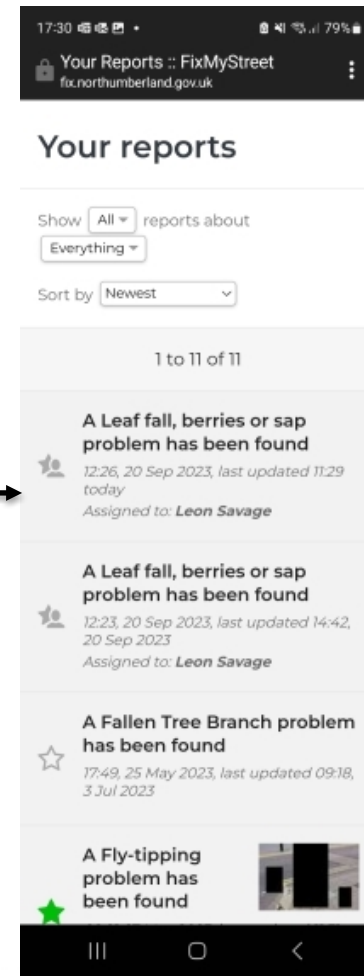 17:30
79%
Your Reports :: FixMyStreet
fix.northumberland.gov.uk
Your reports
Show All reports about
Everything
Sort by Newest
1 to 11 of 11
A Leaf fall, berries or sap
problem has been found
12:26, 20 Sep 2023, last updated 11:29
today
Assigned to: Leon Savage
A Leaf fall, berries or sap
problem has been found
12:23, 20 Sep 2023, last updated 14:42,
20 Sep 2023
Assigned to: Leon Savage
A Fallen Tree Branch problem
has been found
17:49, 25 May 2023, last updated 09:18,
3 Jul 2023
A Fly-tipping
problem has
been found